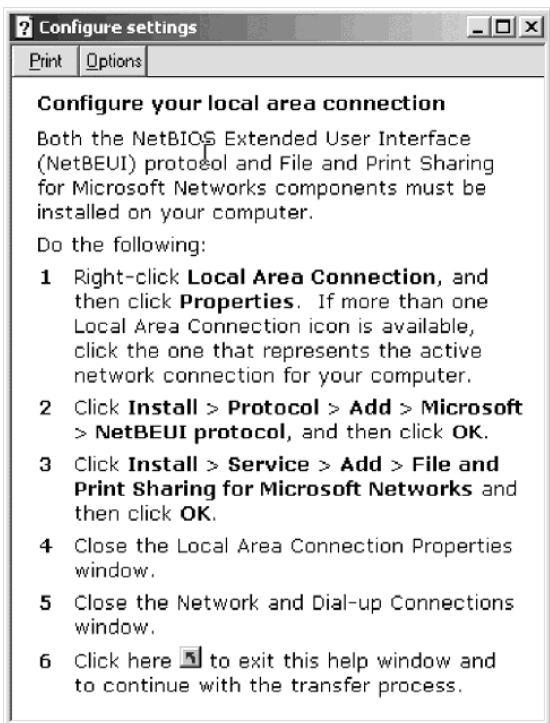 ? Configure settings
Print Options
Configure your local area connection
Both the NetBIOS Extended User Interface
(NetBEUI) protocol and File and Print Sharing
for Microsoft Networks components must be
installed on your computer.
Do the following:
1 Right-click Local Area Connection, and
then click Properties. If more than one
Local Area Connection icon is available,
click the one that represents the active
network connection for your computer.
2 Click Install > Protocol > Add > Microsoft
> NetBEUI protocol, and then click OK.
3 Click Install > Service > Add > File and
Print Sharing for Microsoft Networks and
then click OK.
4 Close the Local Area Connection Properties
window.
5 Close the Network and Dial-up Connections
window.
6 Click here to exit this help window and
to continue with the transfer process.